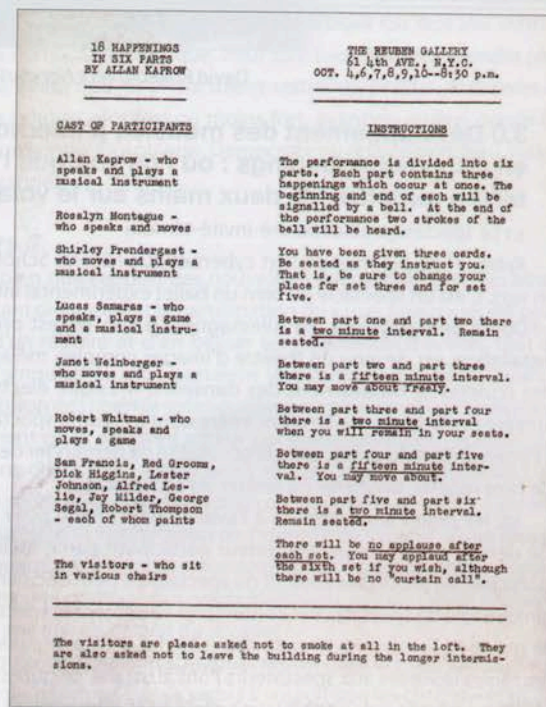 18 HAPPENINGS
IN SIX PARTS
BY ALLAN KAPROW
THE REUBEN GALLERY
61 4th AVE., N.Y.C.
OCT. 4,6,7,8,9,10--8:30 p.m.
CAST OF PARTICIPANTS
Allan Kaprow - who
speaks and plays a
musical instrument
Rosalyn Montague -
who speaks and moves
Shirley Prendergast -
who moves and plays a
musical instrument
Lucas Samaras - who
speaks, plays a game
and a musical instru-
ment
Janet Weinberger -
who moves and plays a
musical instrument
Robert Whitman - who
moves, speaks and
plays a game
Sam Francis, Red Grooms,
Dick Higgins, Lester
Johnson, Alfred Les-
lie, Jay Milder, George
Segal, Robert Thompson
- each of whom paints
The visitors - who sit
in various chairs
INSTRUCTIONS
The performance is divided into six
parts. Each part contains three
happenings which occur at once. The
beginning and end of each will be
signalled by a bell. At the end of
the performance two strokes of the
bell will be heard.
You have been given three cards.
Be seated as they instruct you.
That is, be sure to change your
place for set three and for set
five.
Between part one and part two there
is a two minute interval. Remain
seated.
Between part two and part three
there is a fifteen minute interval.
You may move about freely.
Between part three and part four
there is a two minute interval
when you will remain in your seats.
Between part four and part five
there is a fifteen minute inter-
val. You may move about.
Between part five and part six
there is a two minute interval.
Remain seated.
There will be no applause after
each set. You may applaud after
the sixth set if you wish, although
there will be no "curtain call".
The visitors are please asked not to smoke at all in the loft. They
are also asked not to leave the building during the longer intermis-
sions.